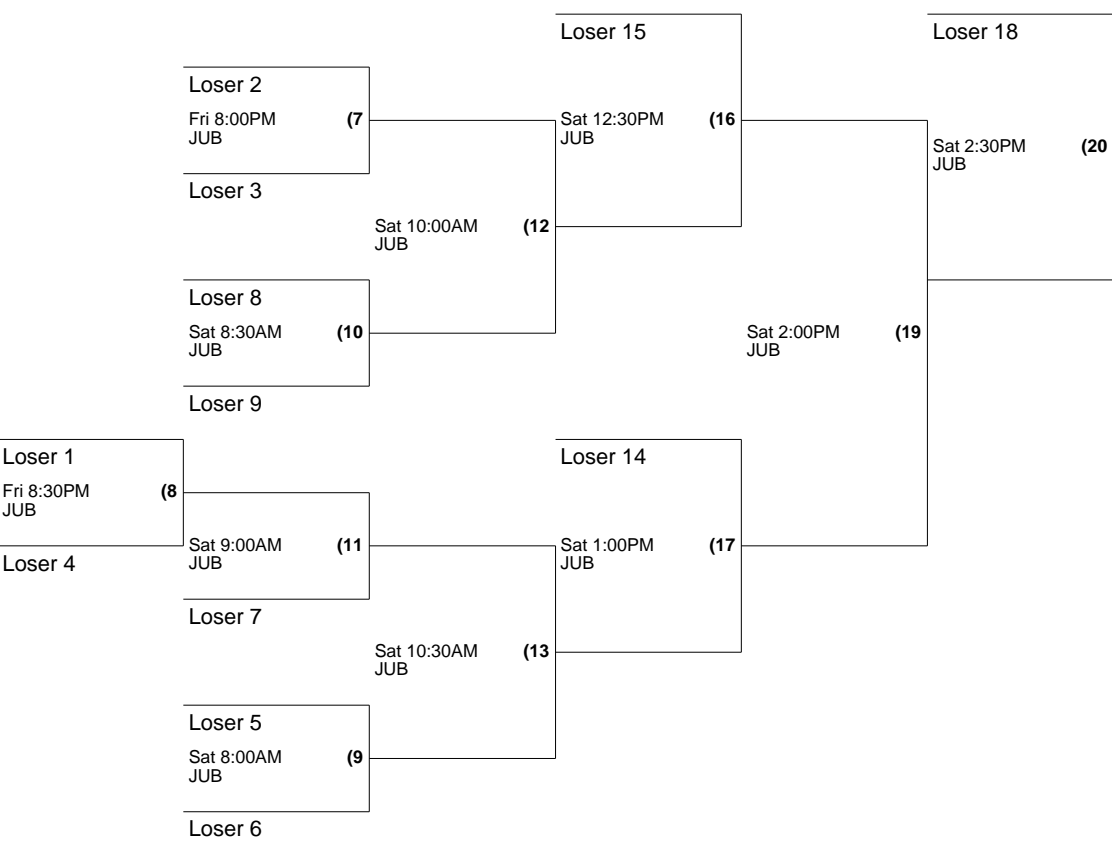 Loser 15
Loser 18
Loser 2
Fri 8:00PM (7
JUB
Sat 12:30PM (16
JUB
Sat 2:30PM (20
JUB
Loser 3
Sat 10:00AM (12
JUB
Loser 8
Sat 8:30AM (10
JUB
Sat 2:00PM (19
JUB
Loser 9
Loser 1
Loser 14
Fri 8:30PM (8
JUB
Sat 9:00AM (11
JUB
Sat 1:00PM (17
JUB
Loser 4
Loser 7
Sat 10:30AM (13
JUB
Loser 5
Sat 8:00AM (9
JUB
Loser 6